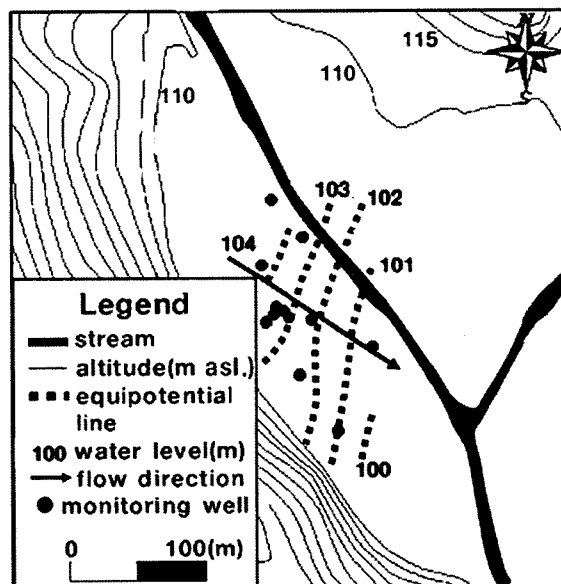 115
110
110
S
103
102
104
101
100
Legend
stream
altitude(m asl.)
equipotential
line
100 water level(m)
flow direction
monitoring well
0 100(m)